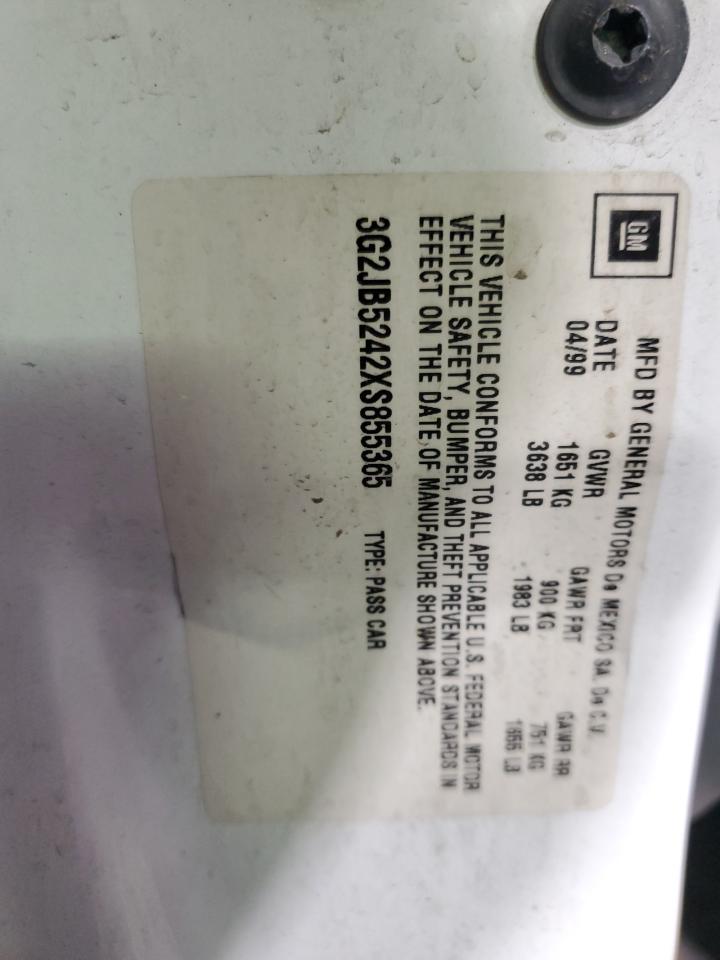 GM
MFD BY GENERAL MOTORS De MEXICO SA. De C.V.
DATE GVWR GAWR FRT GAWR RR
04/99 1651 KG 900 KG 751 KG
3638 LB 1983 LB 1655 LB
THIS VEHICLE CONFORMS TO ALL APPLICABLE U.S. FEDERAL MOTOR
VEHICLE SAFETY, BUMPER, AND THEFT PREVENTION STANDARDS IN
EFFECT ON THE DATE OF MANUFACTURE SHOWN ABOVE.
3G2JB5242XS855365 TYPE: PASS CAR